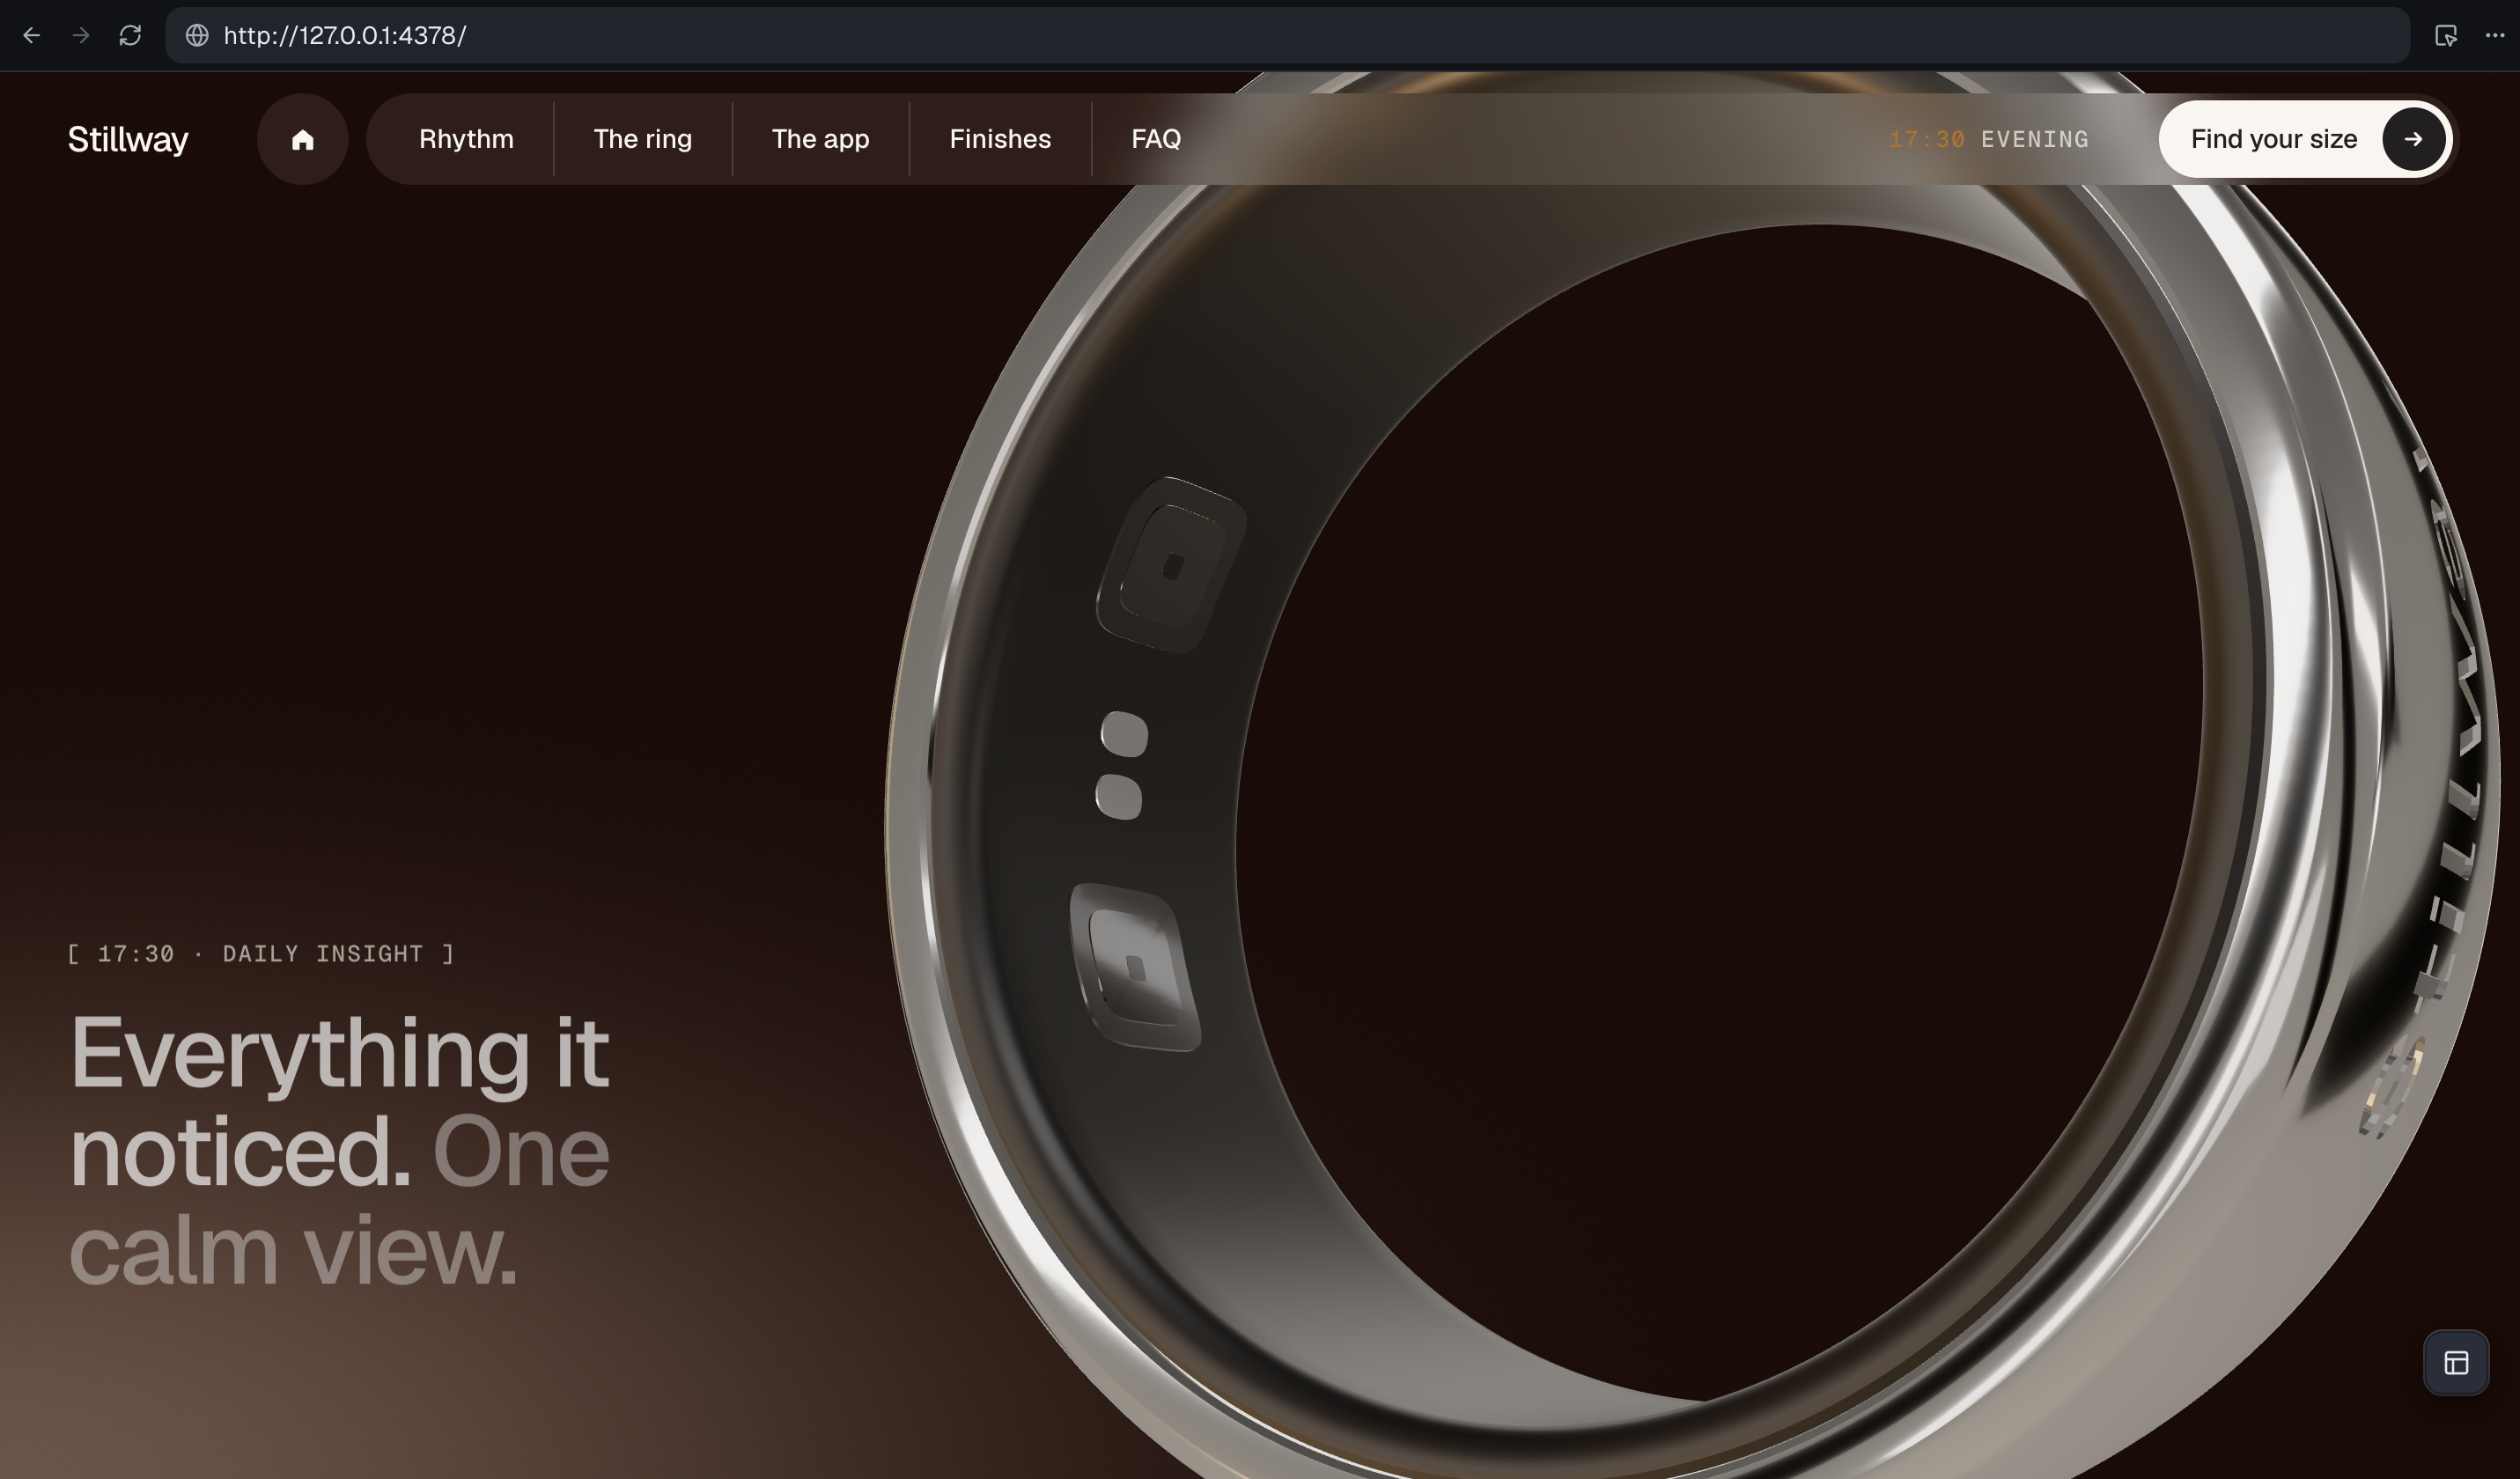 http://127.0.0.1:4378/
Stillway
Rhythm
The ring
The app
Finishes
FAQ
17:30 EVENING
Find your size
[ 17:30 · DAILY INSIGHT ]
Everything it
noticed. One
calm view.